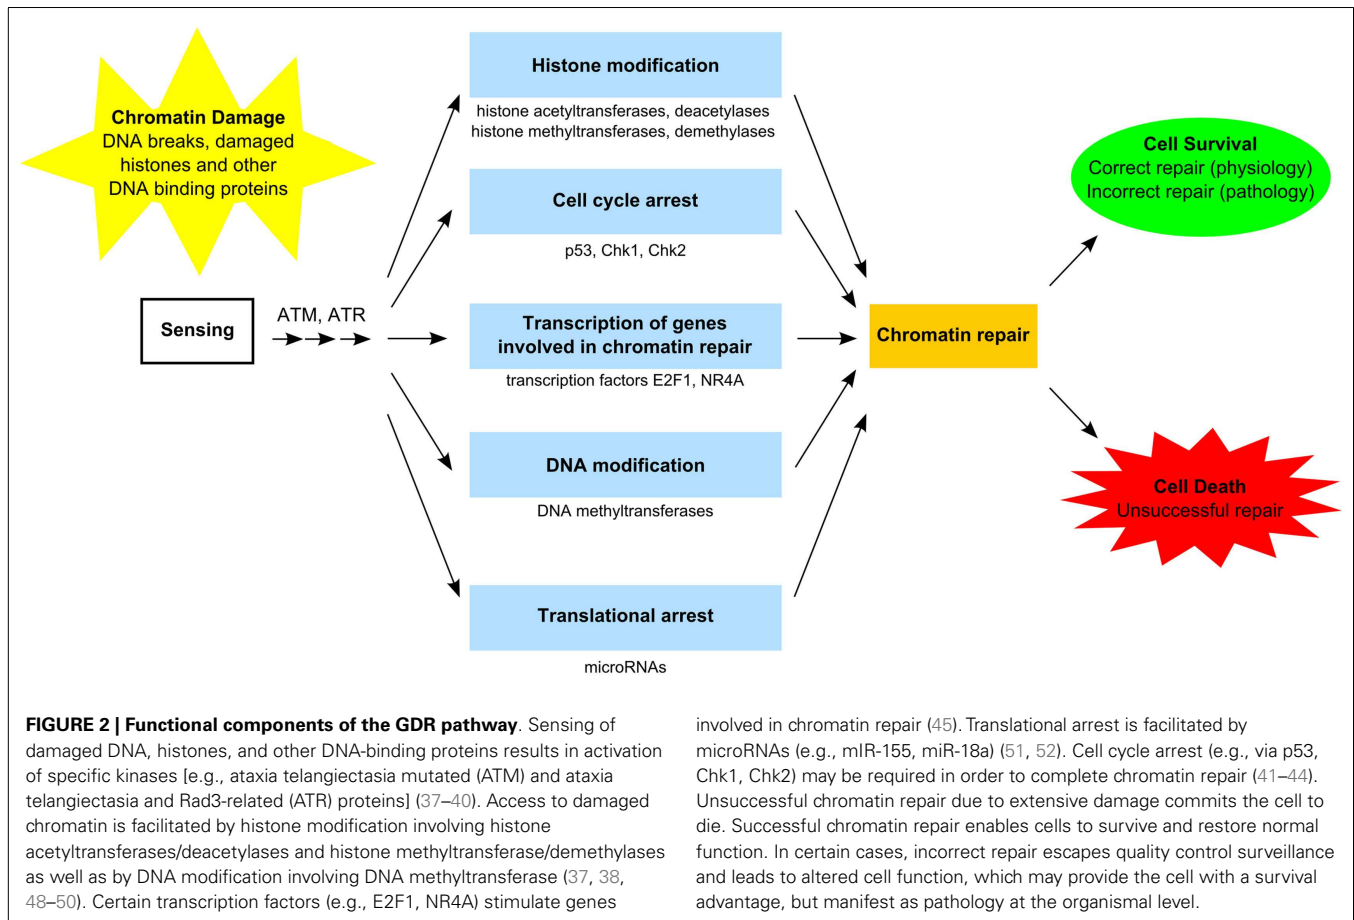 Chromatin Damage
DNA breaks, damaged
histones and other
DNA binding proteins
Sensing
ATM, ATR
Histone modification
histone acetyltransferases, deacetylases
histone methyltransferases, demethylases
Cell cycle arrest
p53, Chk1, Chk2
Transcription of genes
involved in chromatin repair
transcription factors E2F1, NR4A
DNA modification
DNA methyltransferases
Translational arrest
microRNAs
Chromatin repair
Cell Survival
Correct repair (physiology)
Incorrect repair (pathology)
Cell Death
Unsuccessful repair
FIGURE 2 | Functional components of the GDR pathway. Sensing of
damaged DNA, histones, and other DNA-binding proteins results in activation
of specific kinases [e.g., ataxia telangiectasia mutated (ATM) and ataxia
telangiectasia and Rad3-related (ATR) proteins] (37–40). Access to damaged
chromatin is facilitated by histone modification involving histone
acetyltransferases/deacetylases and histone methyltransferase/demethylases
as well as by DNA modification involving DNA methyltransferase (37, 38,
48–50). Certain transcription factors (e.g., E2F1, NR4A) stimulate genes
involved in chromatin repair (45). Translational arrest is facilitated by
microRNAs (e.g., mIR-155, miR-18a) (51, 52). Cell cycle arrest (e.g., via p53,
Chk1, Chk2) may be required in order to complete chromatin repair (41–44).
Unsuccessful chromatin repair due to extensive damage commits the cell to
die. Successful chromatin repair enables cells to survive and restore normal
function. In certain cases, incorrect repair escapes quality control surveillance
and leads to altered cell function, which may provide the cell with a survival
advantage, but manifest as pathology at the organismal level.